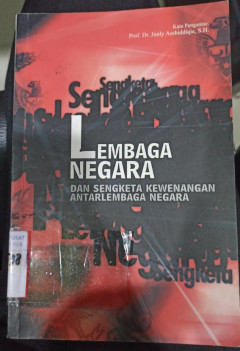 Kata Pengantar:
Prof. Dr. Jimly Asshiddiqie, S.H.
Sengketa
LEMBAGA
NEGARA
DAN SENGKETA KEWENANGAN
ANTARLEMBAGA NEGARA
Sengketa